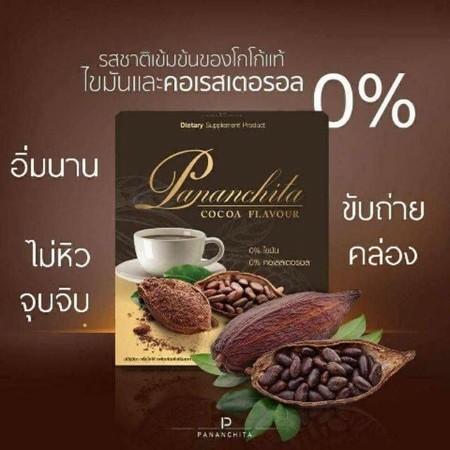 รสชาติเข้มข้นของโกโก้แท้
ไขมันและคอเรสเตอรอล 0%
Dietary Supplement Product
อิ่มนาน
Pananchita
COCOA FLAVOUR
ขับถ่าย
คล่อง
ไม่หิว
จุบจิบ
0% ไขมัน
0% คอเลสเตอรอล
PANANCHITA